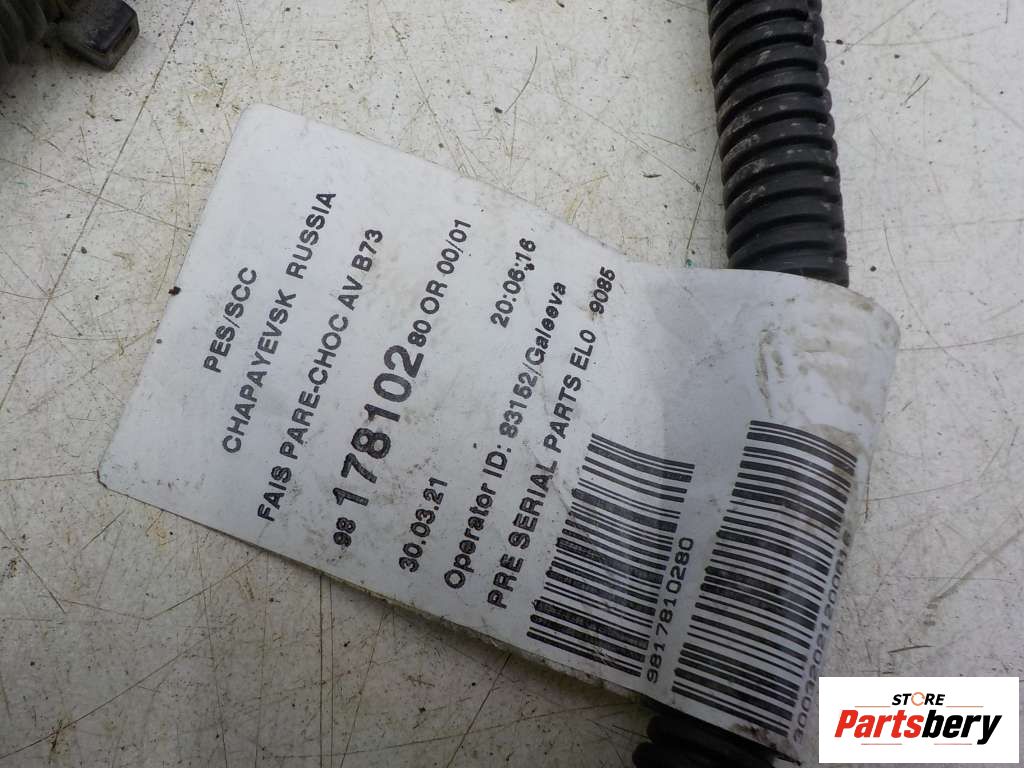 PES/SCC
CHAPAYEVSK RUSSIA
FAIS PARE-CHOC AV B73
98 178102 80 OR 00/01
30.03.21 20:06:16
Operator ID: 83152/Galeeva
PRE SERIAL PARTS EL0 9085
9817810280
STORE
Partsbery